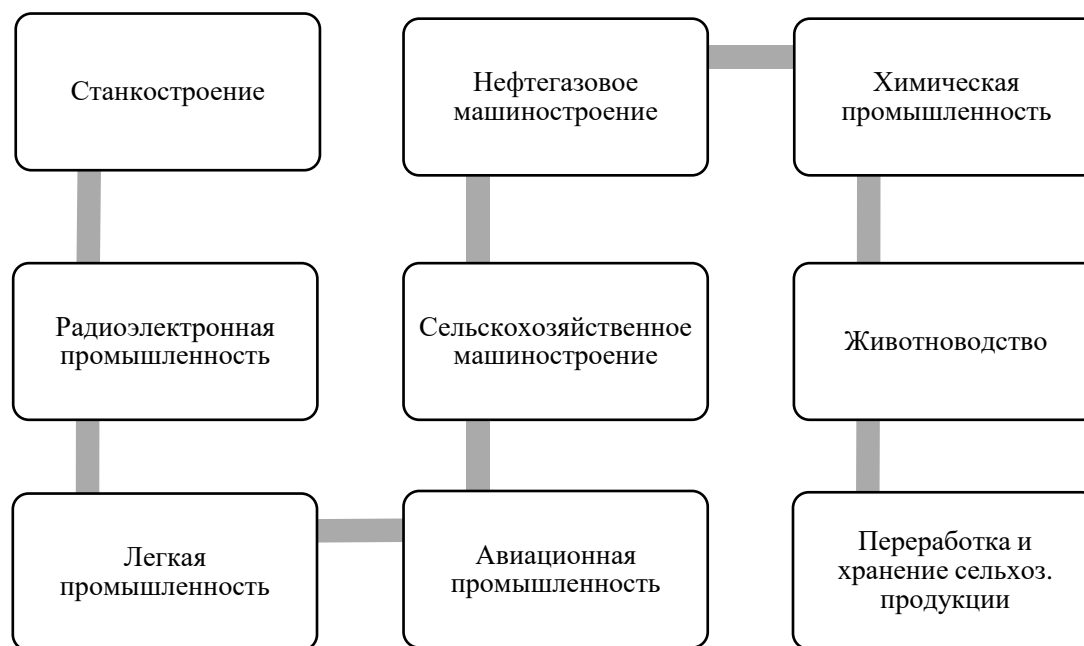 Станкостроение
Радиоэлектронная
промышленность
Легкая
промышленность
Авиационная
промышленность
Сельскохозяйственное
машиностроение
Нефтегазовое
машиностроение
Химическая
промышленность
Животноводство
Переработка и
хранение сельхоз.
продукции